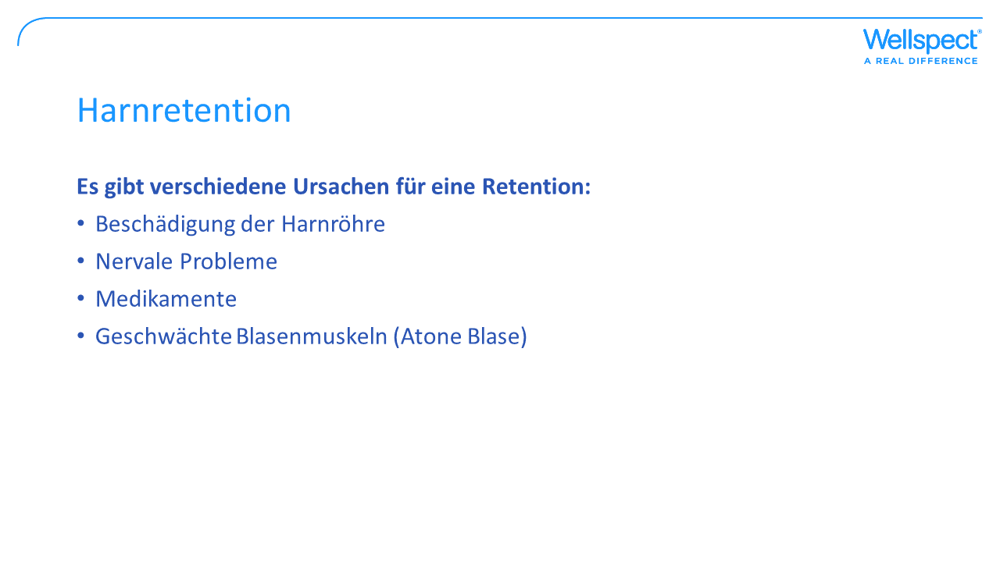 Wellspect®
A REAL DIFFERENCE
Harnretention
Es gibt verschiedene Ursachen für eine Retention:
• Beschädigung der Harnröhre
• Nervale Probleme
• Medikamente
• Geschwächte Blasenmuskeln (Atone Blase)